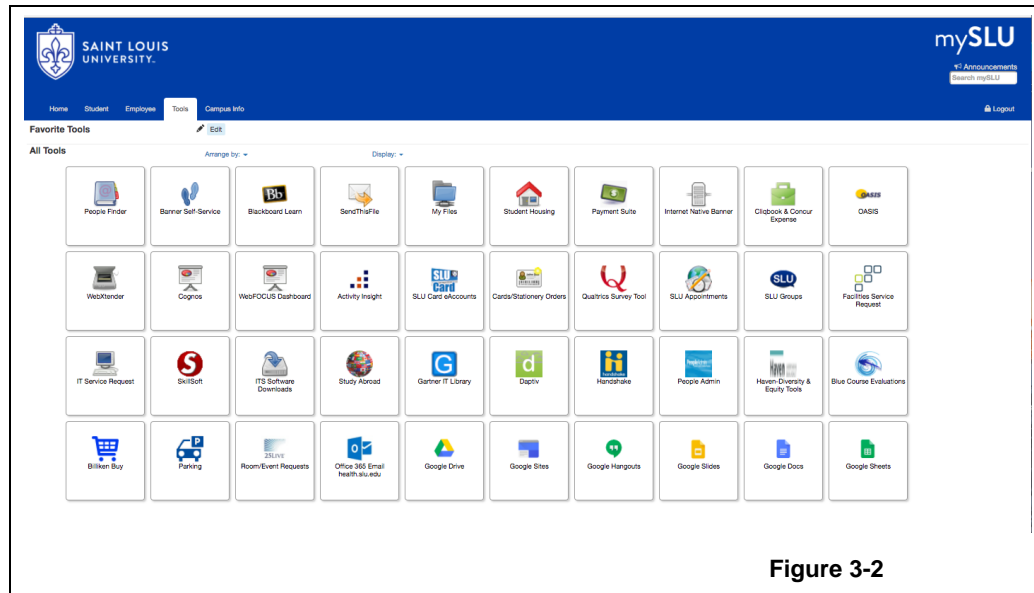 SAINT LOUIS
UNIVERSITY.
mySLU
Announcements
Search mySLU
Home Student Employee Tools Campus Info Logout
Favorite Tools Edit
All Tools Arrange by: Display:
People Finder Banner Self-Service Bb Blackboard Learn SendThisFile My Files Student Housing Payment Suite Internet Native Banner Cliqbook & Concur Expense OASIS OASIS
WebXtender Cognos WebFOCUS Dashboard Activity Insight SLU Card SLU Card eAccounts Cards/Stationery Orders Qualtrics Survey Tool SLU Appointments SLU SLU Groups Facilities Service Request
IT Service Request S SkillSoft ITS Software Downloads Study Abroad G Gartner IT Library d Daptiv handshake Handshake People Admin Haven Haven-Diversity & Equity Tools Blue Course Evaluations
Billiken Buy P Parking 25Live Room/Event Requests Office 365 Email health.slu.edu Google Drive Google Sites Google Hangouts Google Slides Google Docs Google Sheets
Figure 3-2